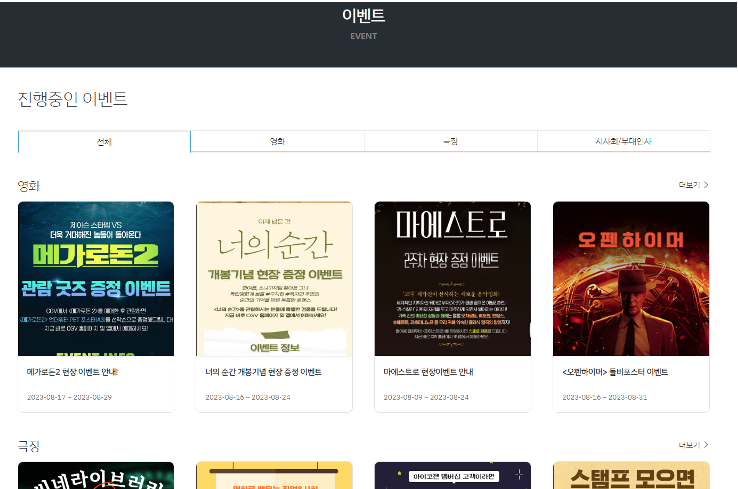 이벤트
EVENT
진행중인 이벤트
전체
영화
극장
시사회/무대인사
영화
더보기 >
제이슨 스타뎀 VS
더욱 거대해진 놈들이 돌아온다
메가로돈2
관람 굿즈 증정 이벤트
EVENT INFO
메가로돈2 현장 이벤트 안내!
2023-08-17 ~ 2023-08-29
너의 순간
개봉기념 현장 증정 이벤트
이벤트 정보
너의 순간 개봉기념 현장 증정 이벤트
2023-08-16 ~ 2023-08-24
마에스트로
2주차 현장 증정 이벤트
마에스트로 현장이벤트 안내
2023-08-09 ~ 2023-08-24
오펜하이머
<오펜하이머> 돌비포스터 이벤트
2023-08-16 ~ 2023-08-31
극장
더보기 >
씨네라이브러리
아이코젠 멤버십 고객이라면
스탬프 모으면